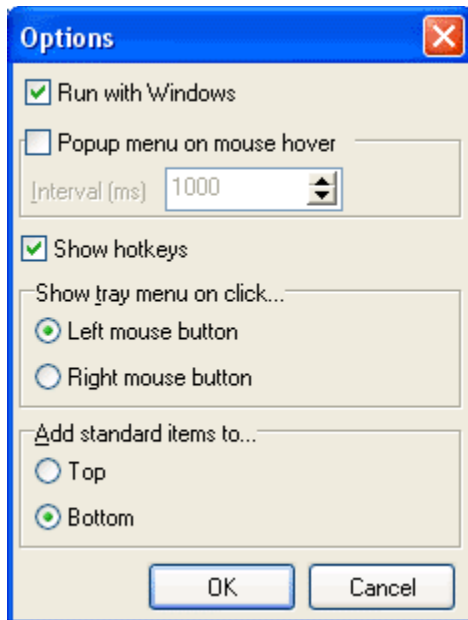 Options
Run with Windows
Popup menu on mouse hover
Interval (ms) 1000
Show hotkeys
Show tray menu on click...
Left mouse button
Right mouse button
Add standard items to...
Top
Bottom
OK Cancel